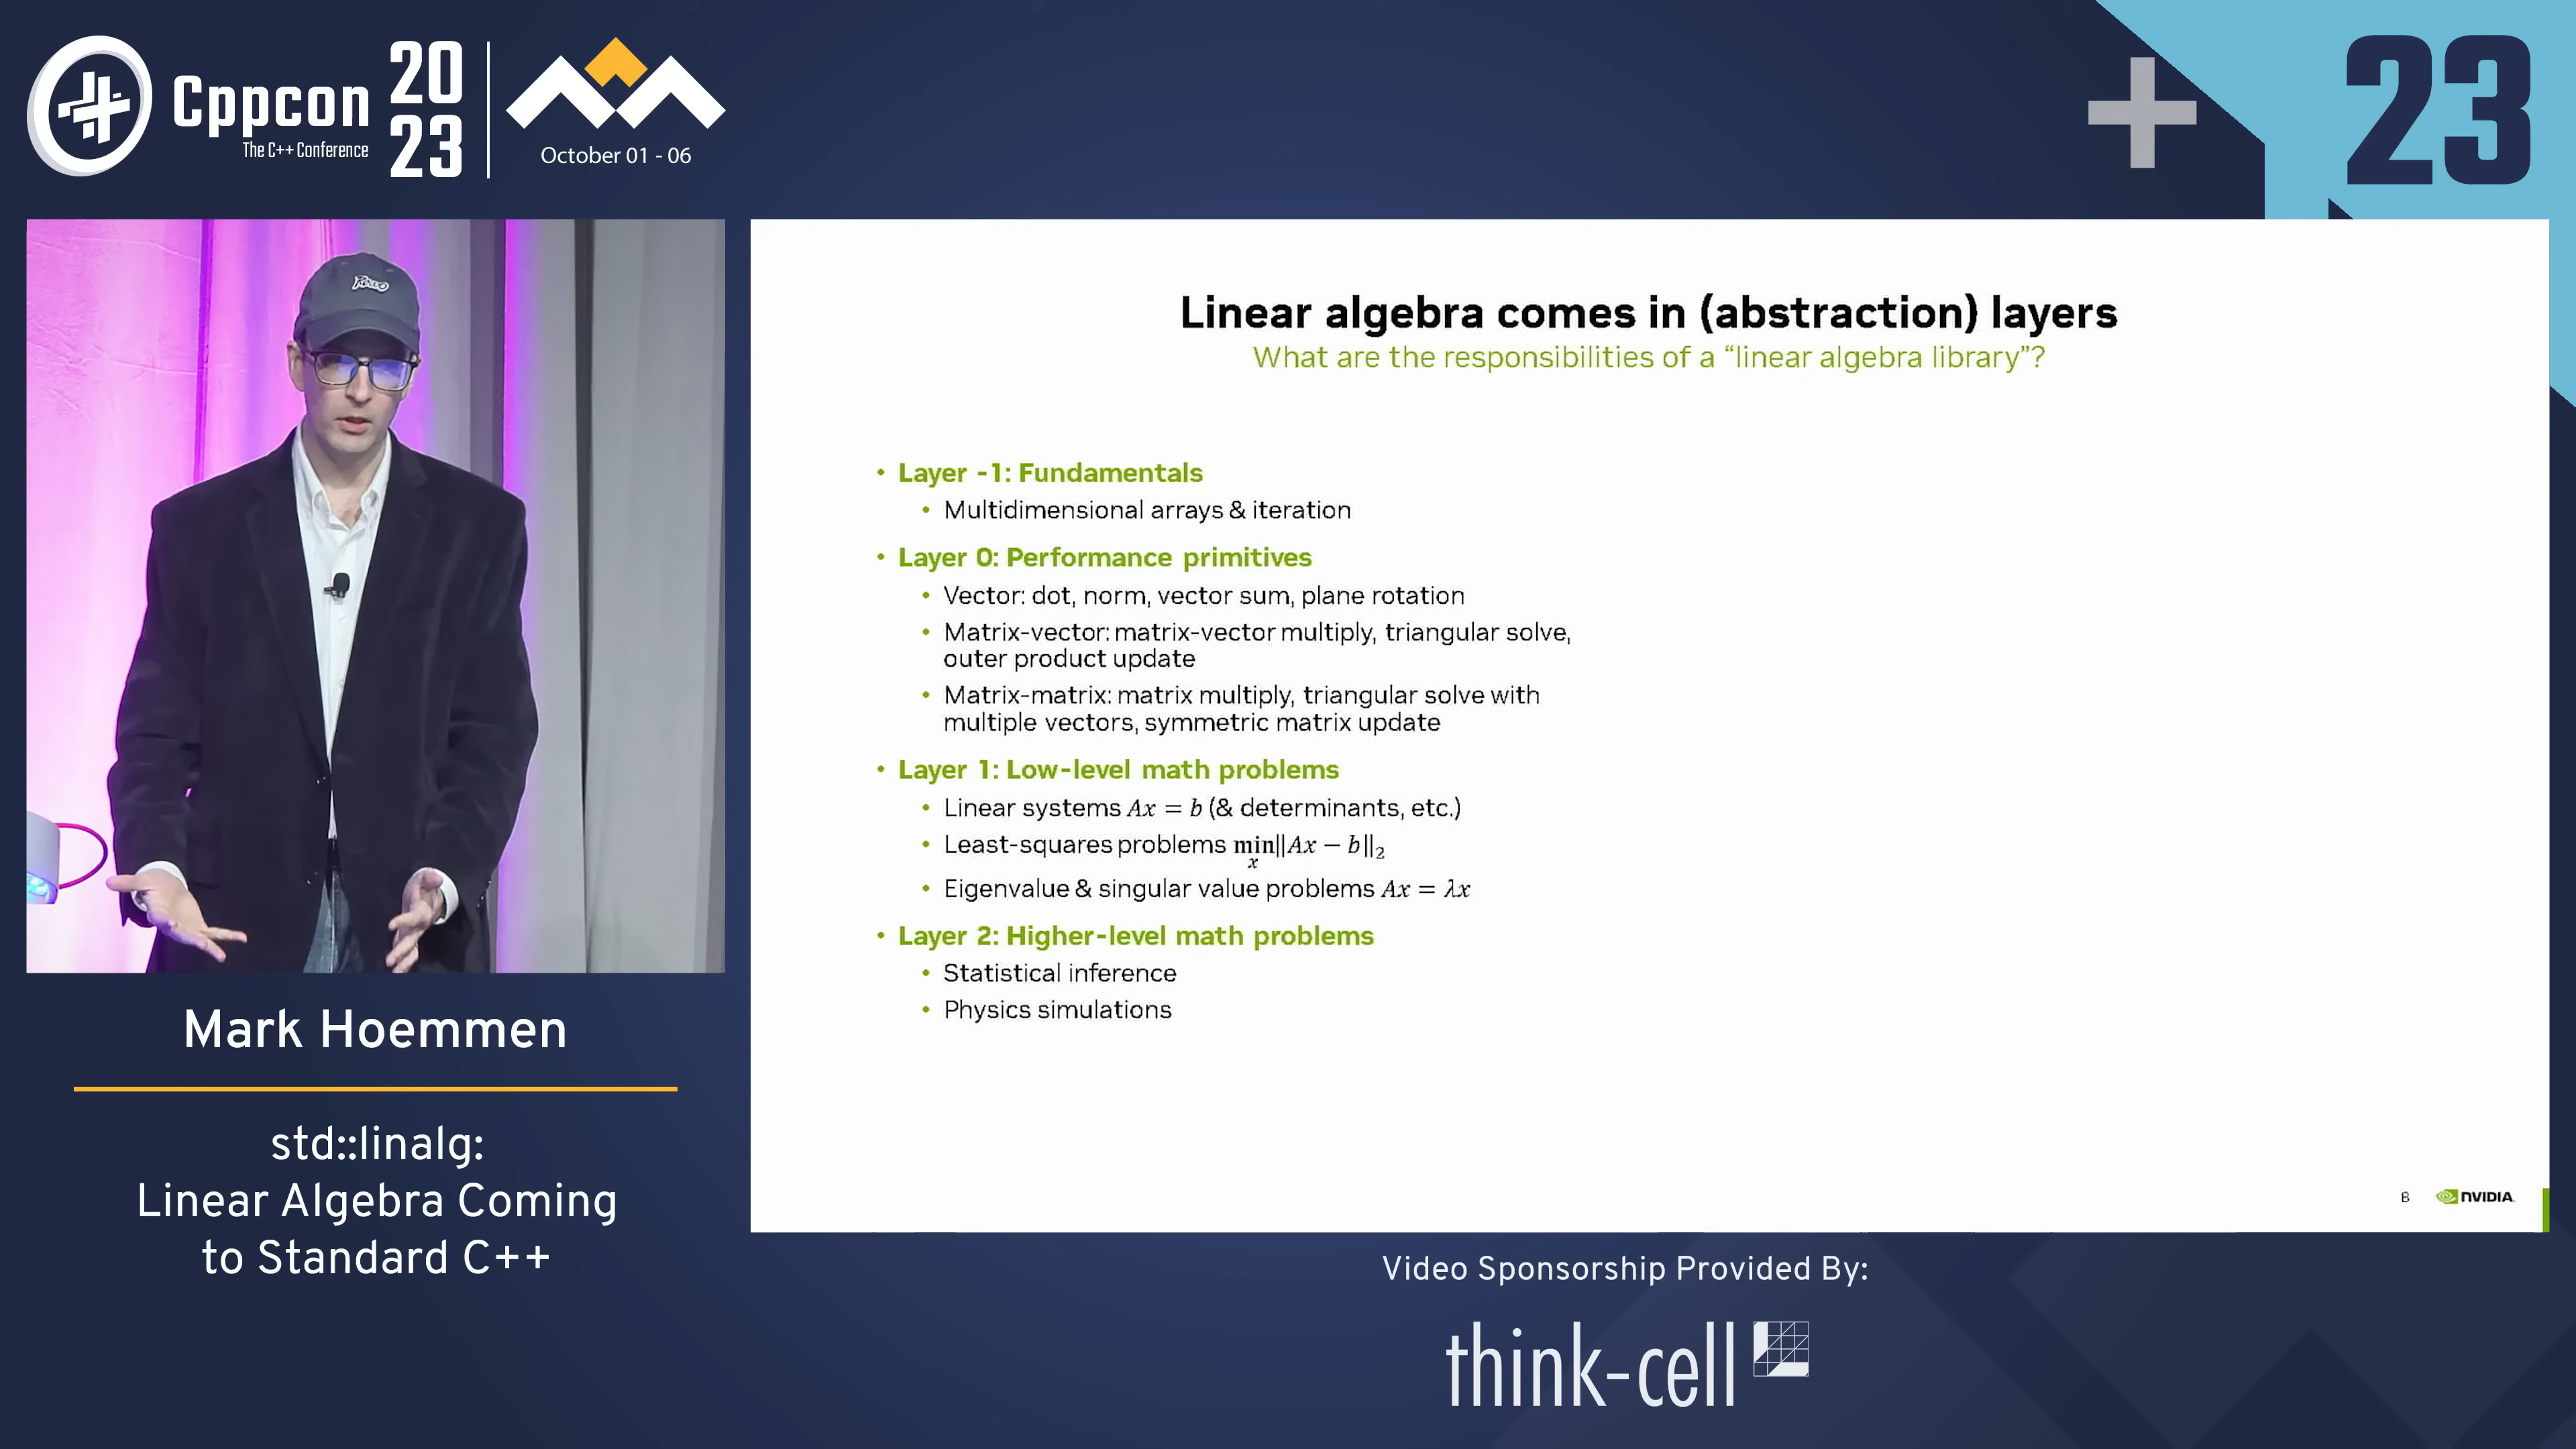 Cppcon
The C++ Conference
20
23
October 01 - 06
23
Linear algebra comes in (abstraction) layers
What are the responsibilities of a “linear algebra library”?
• Layer -1: Fundamentals
• Multidimensional arrays & iteration
• Layer 0: Performance primitives
• Vector: dot, norm, vector sum, plane rotation
• Matrix-vector: matrix-vector multiply, triangular solve,
outer product update
• Matrix-matrix: matrix multiply, triangular solve with
multiple vectors, symmetric matrix update
• Layer 1: Low-level math problems
• Linear systems Ax = b (& determinants, etc.)
• Least-squares problems min‖Ax − b‖₂
x
• Eigenvalue & singular value problems Ax = λx
• Layer 2: Higher-level math problems
• Statistical inference
• Physics simulations
NVIDIA
Mark Hoemmen
std::linalg:
Linear Algebra Coming
to Standard C++
Video Sponsorship Provided By:
think-cell